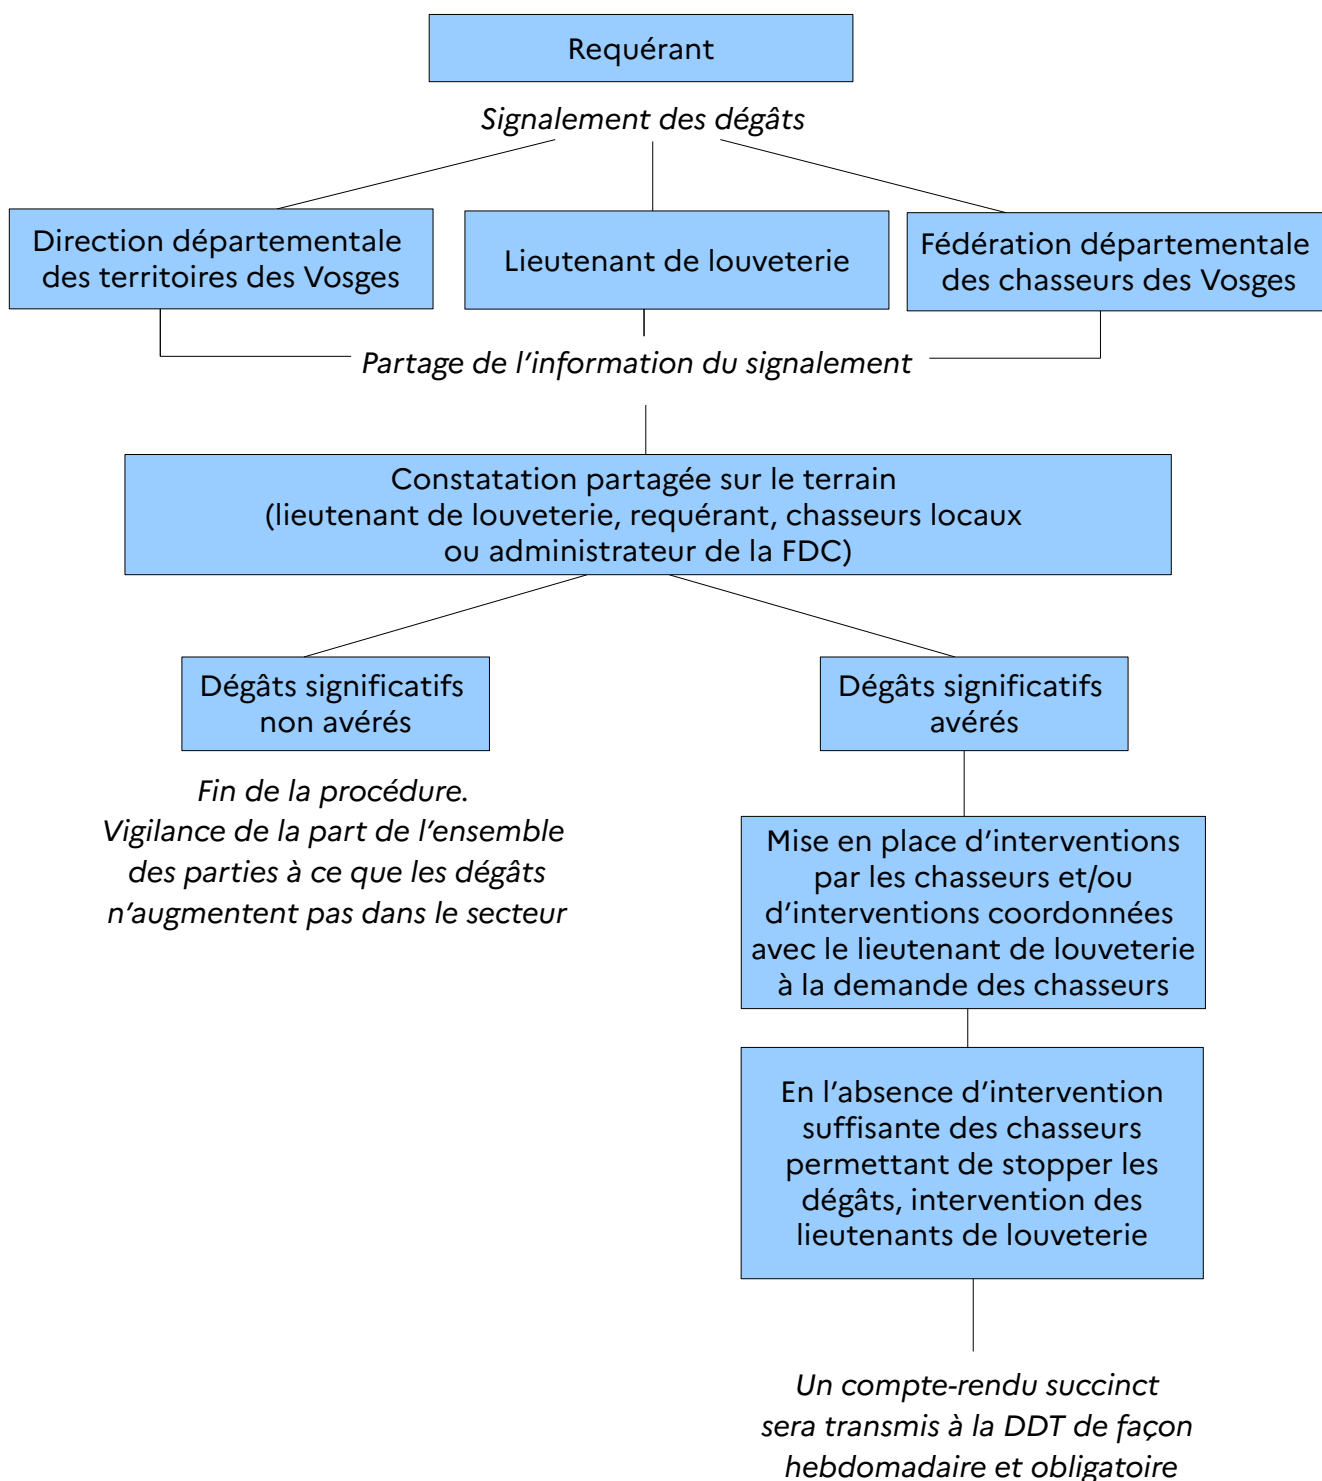 Requérant
Signalement des dégâts
Direction départementale
des territoires des Vosges
Lieutenant de louveterie
Fédération départementale
des chasseurs des Vosges
Partage de l’information du signalement
Constatation partagée sur le terrain
(lieutenant de louveterie, requérant, chasseurs locaux
ou administrateur de la FDC)
Dégâts significatifs
non avérés
Fin de la procédure.
Vigilance de la part de l’ensemble
des parties à ce que les dégâts
n’augmentent pas dans le secteur
Dégâts significatifs
avérés
Mise en place d’interventions
par les chasseurs et/ou
d’interventions coordonnées
avec le lieutenant de louveterie
à la demande des chasseurs
En l’absence d’intervention
suffisante des chasseurs
permettant de stopper les
dégâts, intervention des
lieutenants de louveterie
Un compte-rendu succinct
sera transmis à la DDT de façon
hebdomadaire et obligatoire